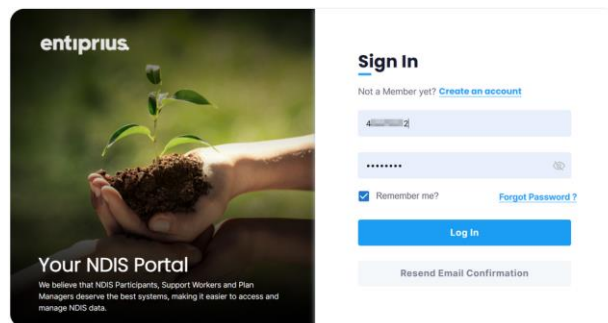 entiprius.
Your NDIS Portal
We believe that NDIS Participants, Support Workers and Plan
Managers deserve the best systems, making it easier to access and
manage NDIS data.
Sign In
Not a Member yet? Create an account
Remember me?
Forgot Password ?
Log In
Resend Email Confirmation